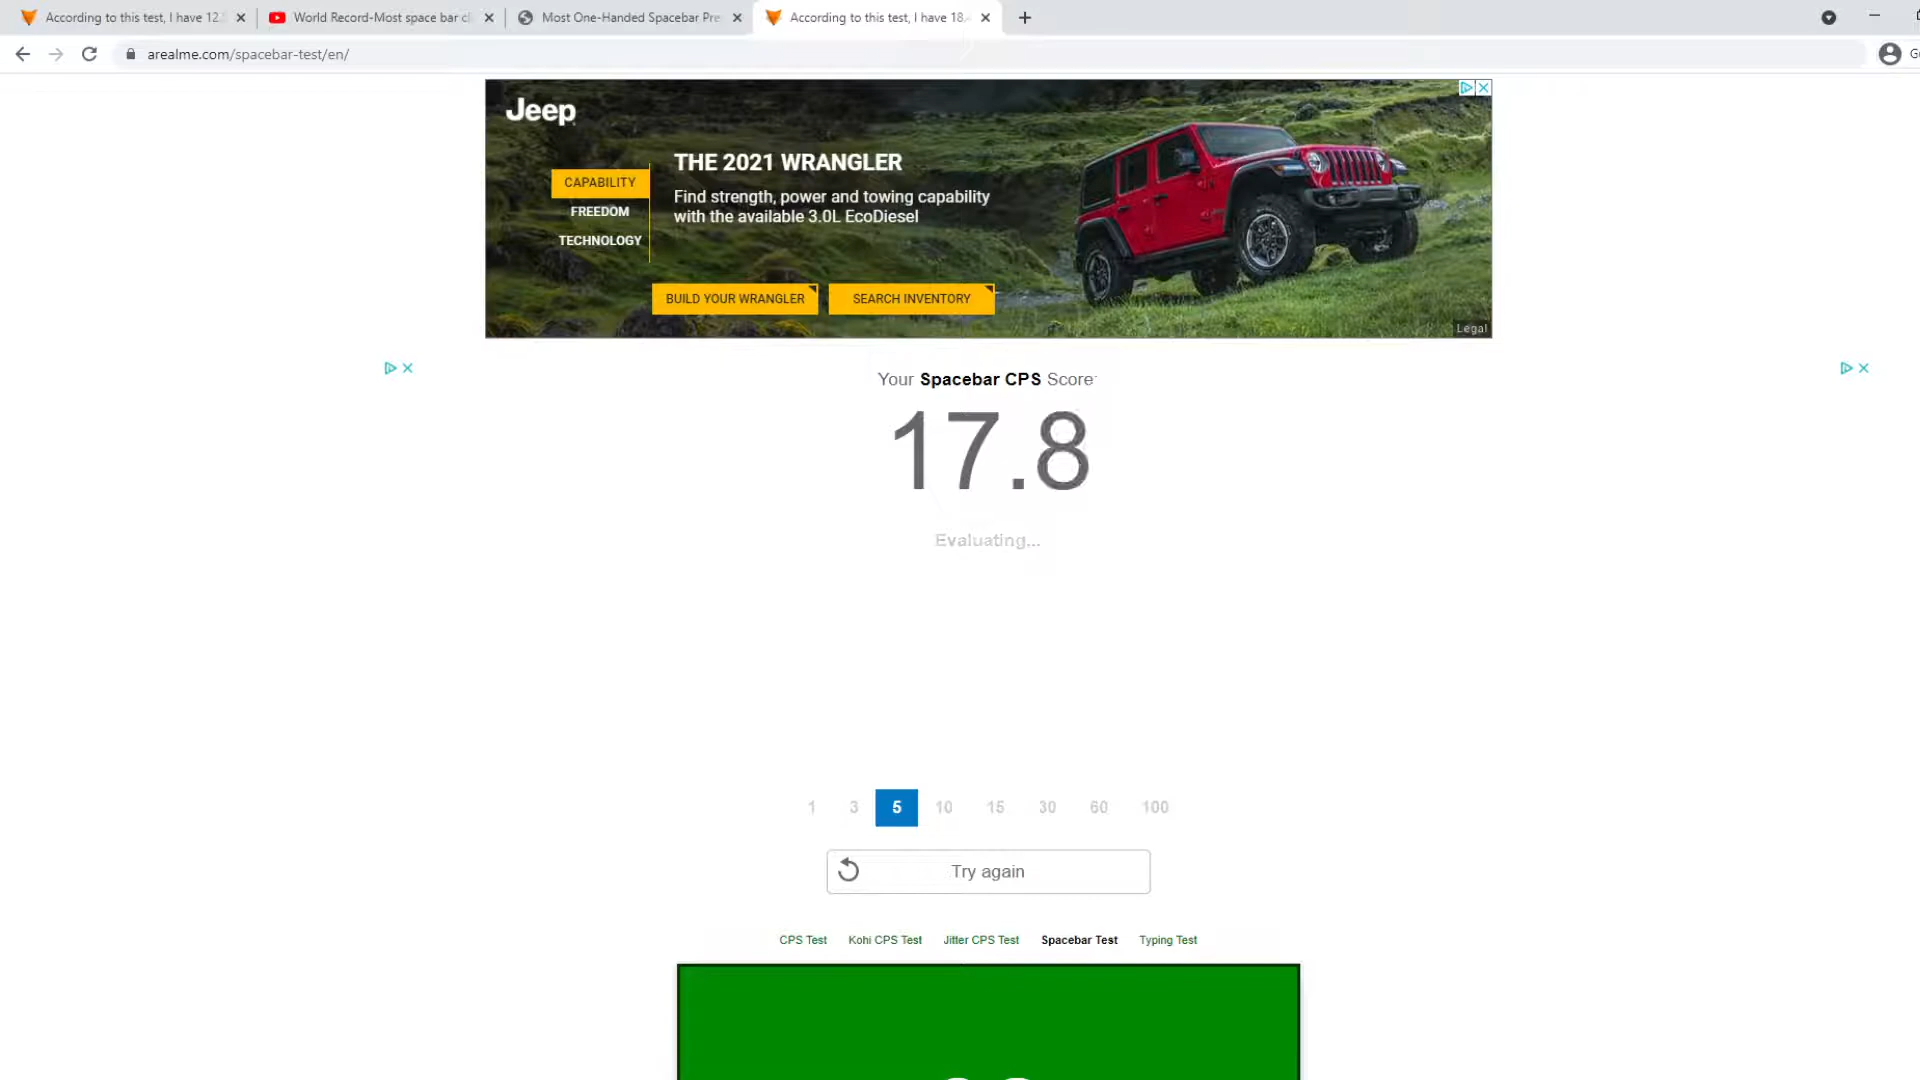 According to this test, I have 12.
World Record-Most space bar cl
Most One-Handed Spacebar Pre
According to this test, I have 18.
arealme.com/spacebar-test/en/
Jeep
THE 2021 WRANGLER
Find strength, power and towing capability
with the available 3.0L EcoDiesel
CAPABILITY
FREEDOM
TECHNOLOGY
BUILD YOUR WRANGLER
SEARCH INVENTORY
Legal
Your Spacebar CPS Score
17.8
Evaluating...
1 3 5 10 15 30 60 100
Try again
CPS Test Kohi CPS Test Jitter CPS Test Spacebar Test Typing Test